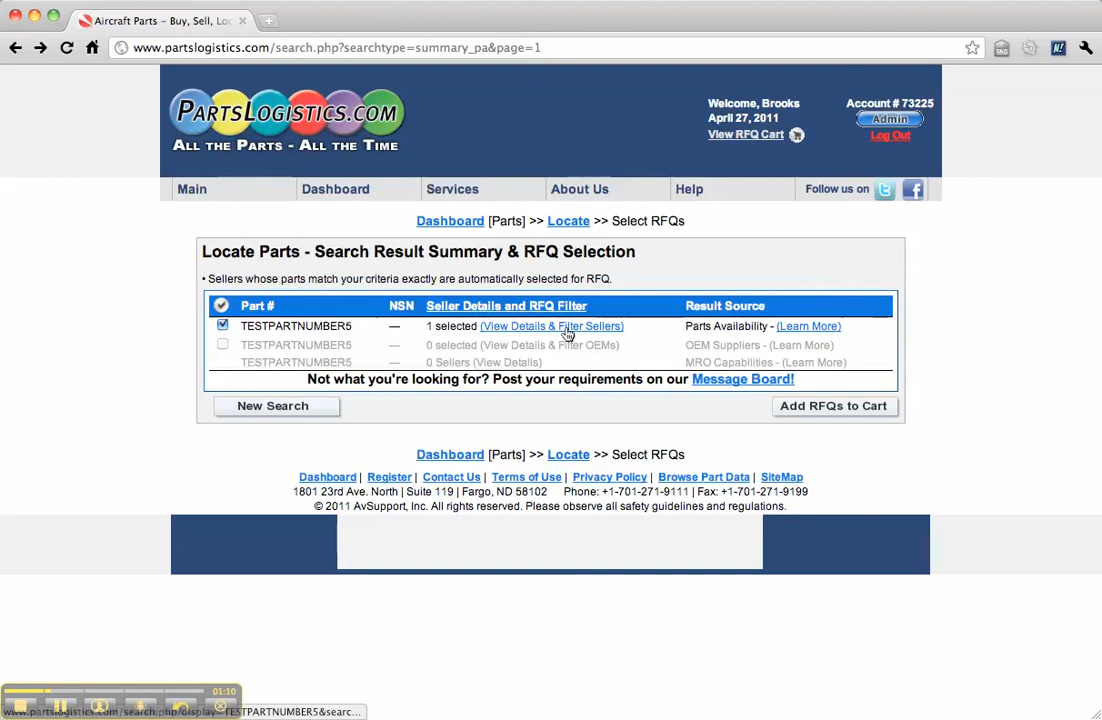 Aircraft Parts – Buy, Sell, Loc
www.partslogistics.com/search.php?searchtype=summary_pa&page=1
PARTSLOGISTICS.COM
ALL THE PARTS - ALL THE TIME
Welcome, Brooks
April 27, 2011
View RFQ Cart
Account # 73225
Admin
Log Out
Main Dashboard Services About Us Help Follow us on
Dashboard [Parts] >> Locate >> Select RFQs
Locate Parts - Search Result Summary & RFQ Selection
• Sellers whose parts match your criteria exactly are automatically selected for RFQ.
Part # NSN Seller Details and RFQ Filter Result Source
TESTPARTNUMBER5 — 1 selected (View Details & Filter Sellers) Parts Availability - (Learn More)
TESTPARTNUMBER5 — 0 selected (View Details & Filter OEMs) OEM Suppliers - (Learn More)
TESTPARTNUMBER5 — 0 Sellers (View Details) MRO Capabilities - (Learn More)
Not what you're looking for? Post your requirements on our Message Board!
New Search Add RFQs to Cart
Dashboard [Parts] >> Locate >> Select RFQs
Dashboard | Register | Contact Us | Terms of Use | Privacy Policy | Browse Part Data | SiteMap
1801 23rd Ave. North | Suite 119 | Fargo, ND 58102 Phone: +1-701-271-9111 | Fax: +1-701-271-9199
© 2011 AvSupport, Inc. All rights reserved. Please observe all safety guidelines and regulations.
01:10
www.partslogistics.com/search.php?display=TESTPARTNUMBER5&searc...